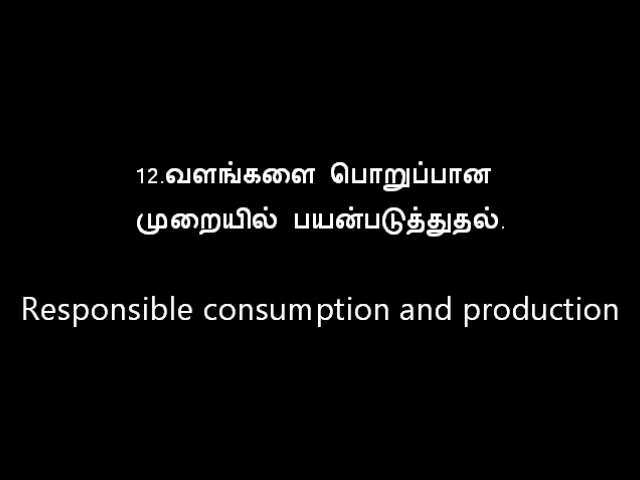 12.வளங்களை பொறுப்பான
முறையில் பயன்படுத்துதல்.
Responsible consumption and production